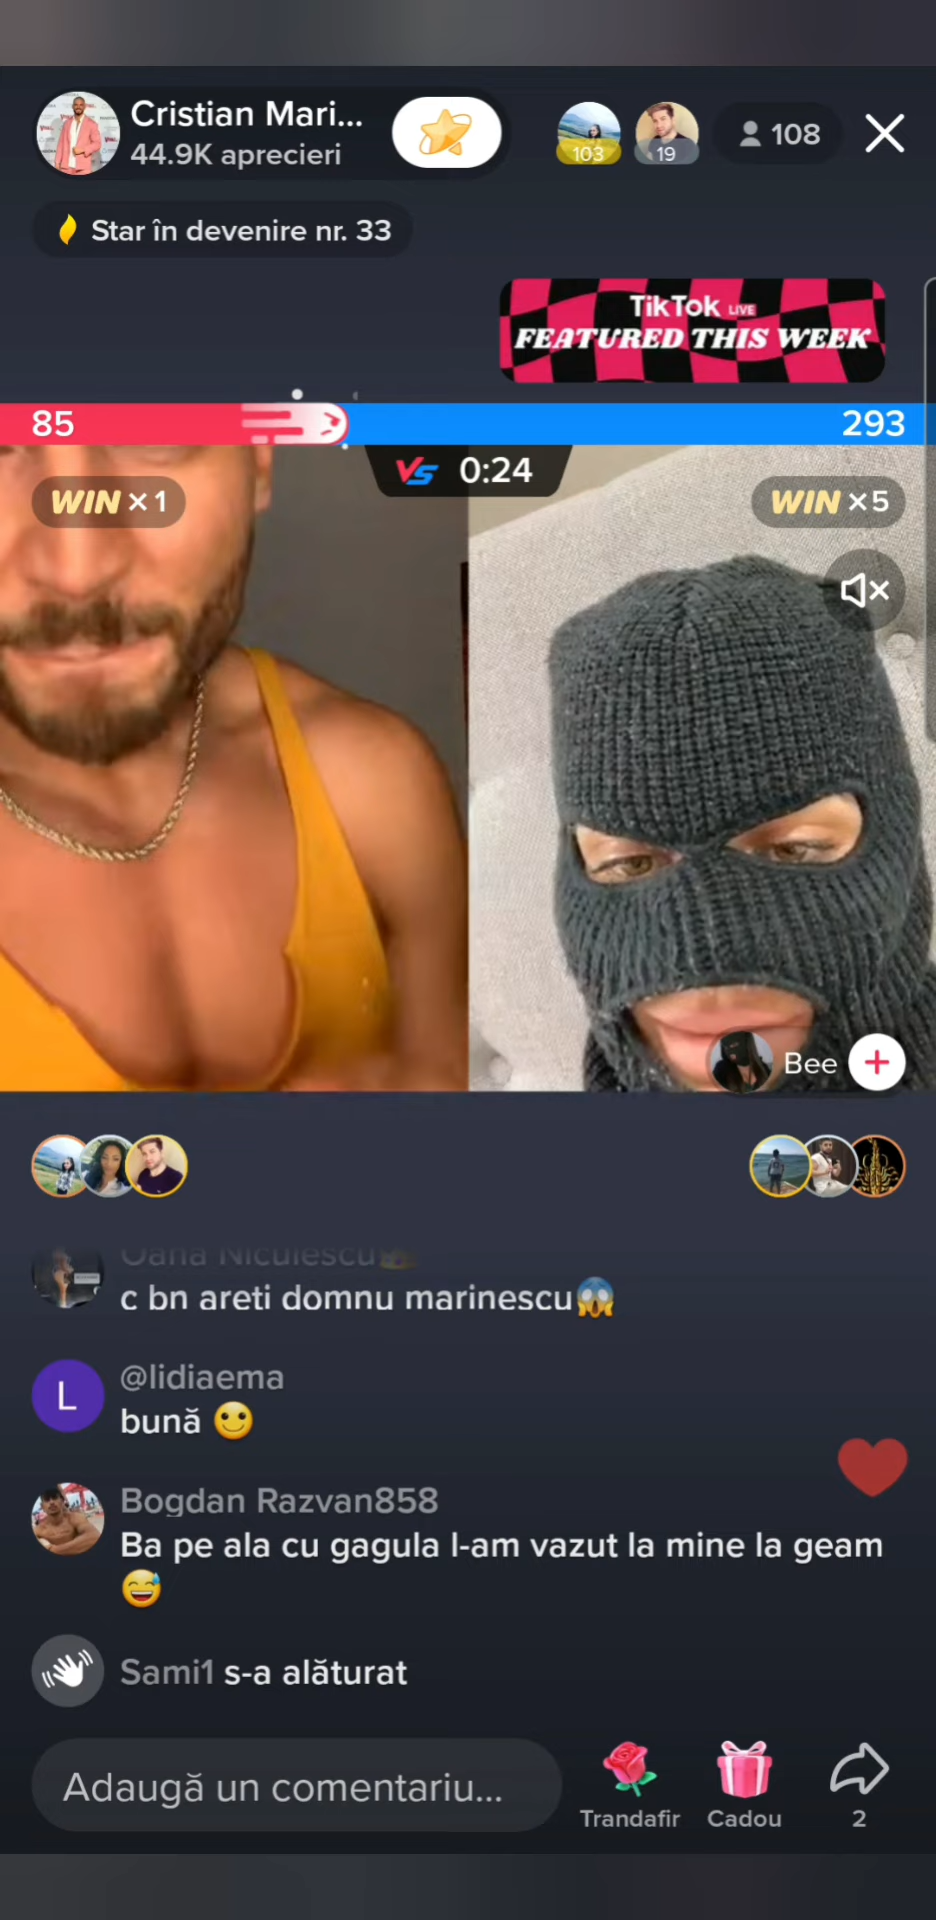 Cristian Mari...
44.9K aprecieri
103
19
108
Star în devenire nr. 33
TikTok LIVE
FEATURED THIS WEEK
85
293
VS 0:24
WIN ×1
WIN ×5
Bee
Oana Niculescu
c bn areti domnu marinescu😱
L
@lidiaema
bună 🙂
Bogdan Razvan858
Ba pe ala cu gagula l-am vazut la mine la geam
😅
Sami1 s-a alăturat
Adaugă un comentariu...
Trandafir
Cadou
2